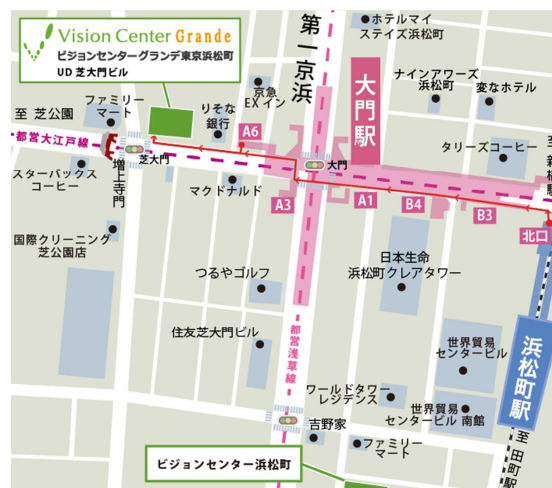 Vision Center Grande
ビジョンセンターグランデ東京浜松町
UD 芝大門ビル
第一京浜
ホテルマイ
ステイズ浜松町
大門駅
ナインアワーズ
浜松町
変なホテル
京急
EX イン
至 芝公園
ファミリー
マート
りそな
銀行
A6
都営大江戸線
芝大門
大門
タリーズコーヒー
スターバックス
コーヒー
増上寺門
マクドナルド
A3
A1
B4
B3
北口
国際クリーニング
芝公園店
日本生命
浜松町クレアタワー
つるやゴルフ
都営浅草線
住友芝大門ビル
世界貿易
センタービル
浜松町駅
ワールドタワー
レジデンス
世界貿易
センタービル 南館
吉野家
ファミリー
マート
至 田町駅
ビジョンセンター浜松町